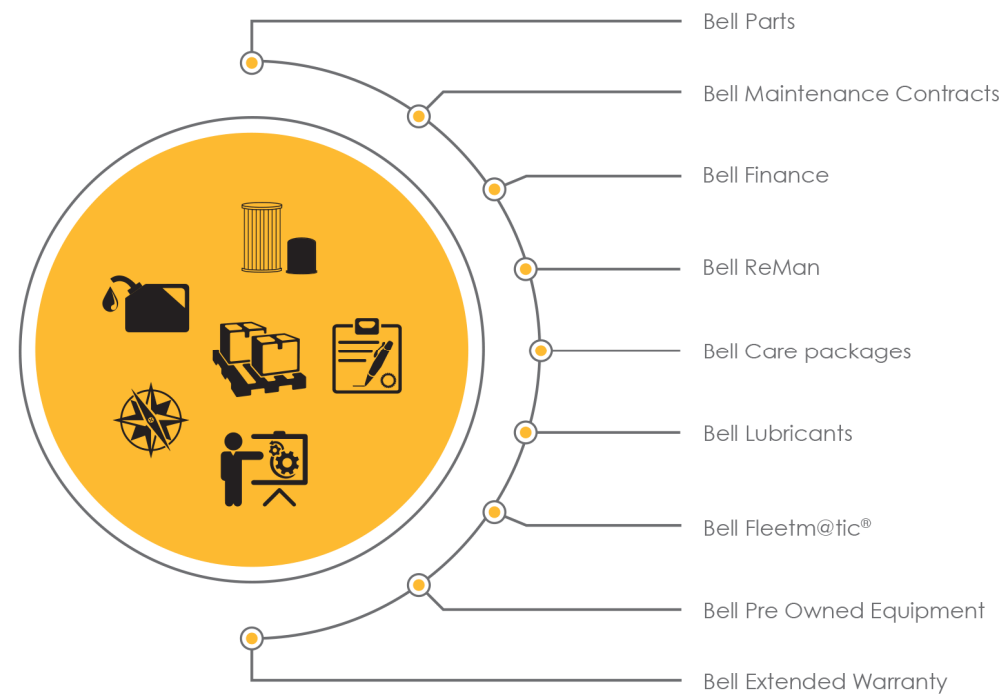 Bell Parts
Bell Maintenance Contracts
Bell Finance
Bell ReMan
Bell Care packages
Bell Lubricants
Bell Fleetm@tic®
Bell Pre Owned Equipment
Bell Extended Warranty